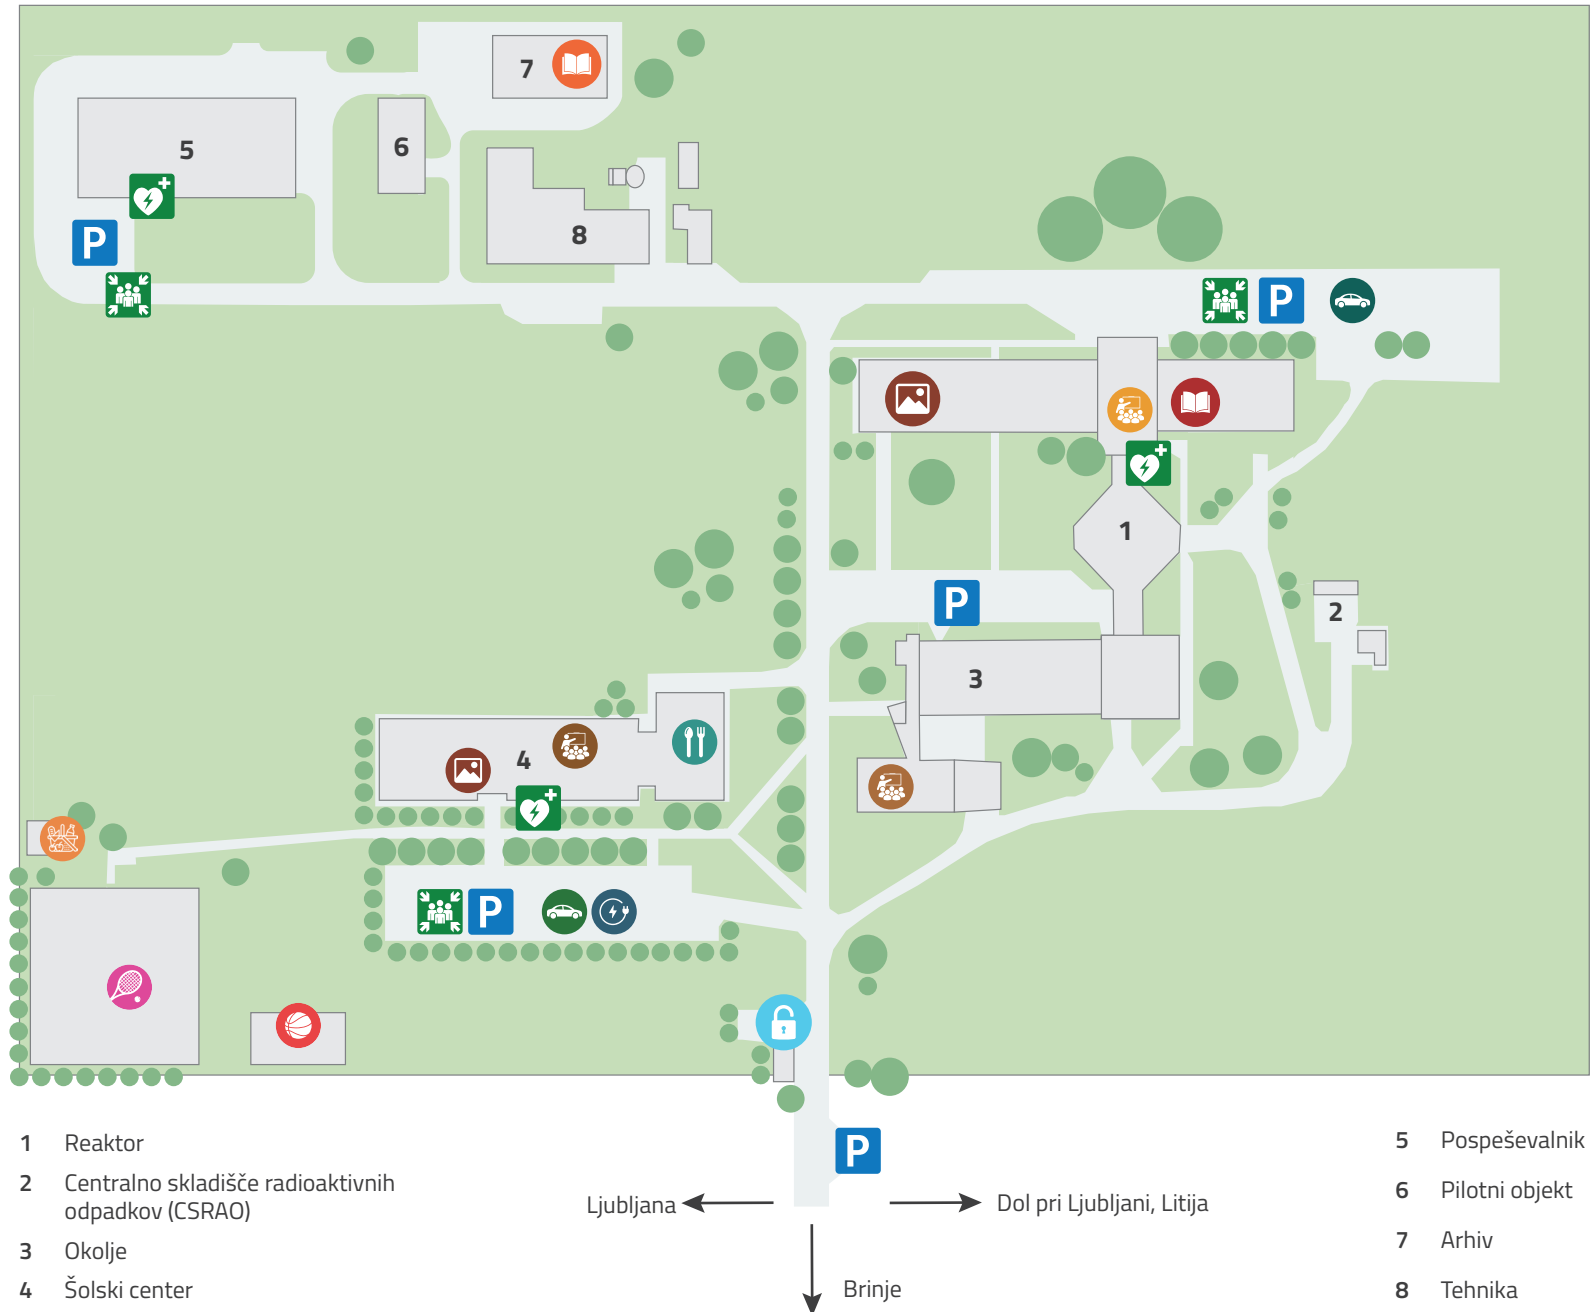 7
5
6
8
P
P
1
P
2
3
4
P
P
1 Reaktor
2 Centralno skladišče radioaktivnih
odpadkov (CSRAO)
3 Okolje
4 Šolski center
Ljubljana
Dol pri Ljubljani, Litija
Brinje
5 Pospeševalnik
6 Pilotni objekt
7 Arhiv
8 Tehnika